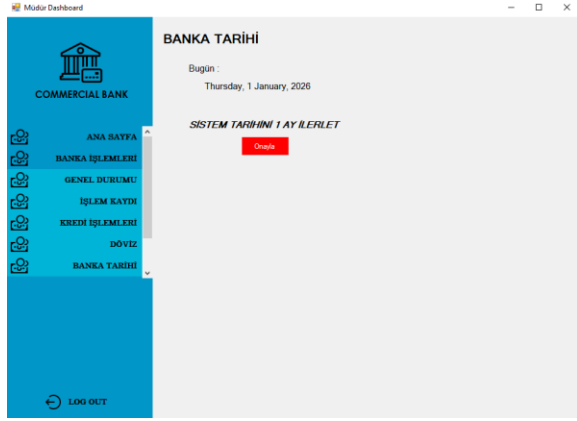 Müdür Dashboard
COMMERCIAL BANK
ANA SAYFA
BANKA İŞLEMLERİ
GENEL DURUMU
İŞLEM KAYDI
KREDİ İŞLEMLERİ
DÖVİZ
BANKA TARİHİ
LOG OUT
BANKA TARİHİ
Bugün :
Thursday, 1 January, 2026
SİSTEM TARİHİNİ 1 AY İLERLET
Onayla